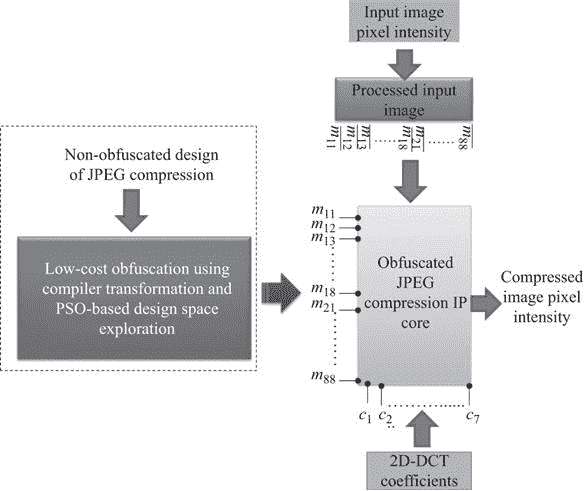 Input image
pixel intensity
Processed input
image
m11 m12 m13 ........ m18 m21 ........ m88
Non-obfuscated design
of JPEG compression
Low-cost obfuscation using
compiler transformation and
PSO-based design space
exploration
m11
m12
m13
m18
m21
m88
Obfuscated
JPEG
compression IP
core
Compressed
image pixel
intensity
c1 c2 c7
2D-DCT
coefficients